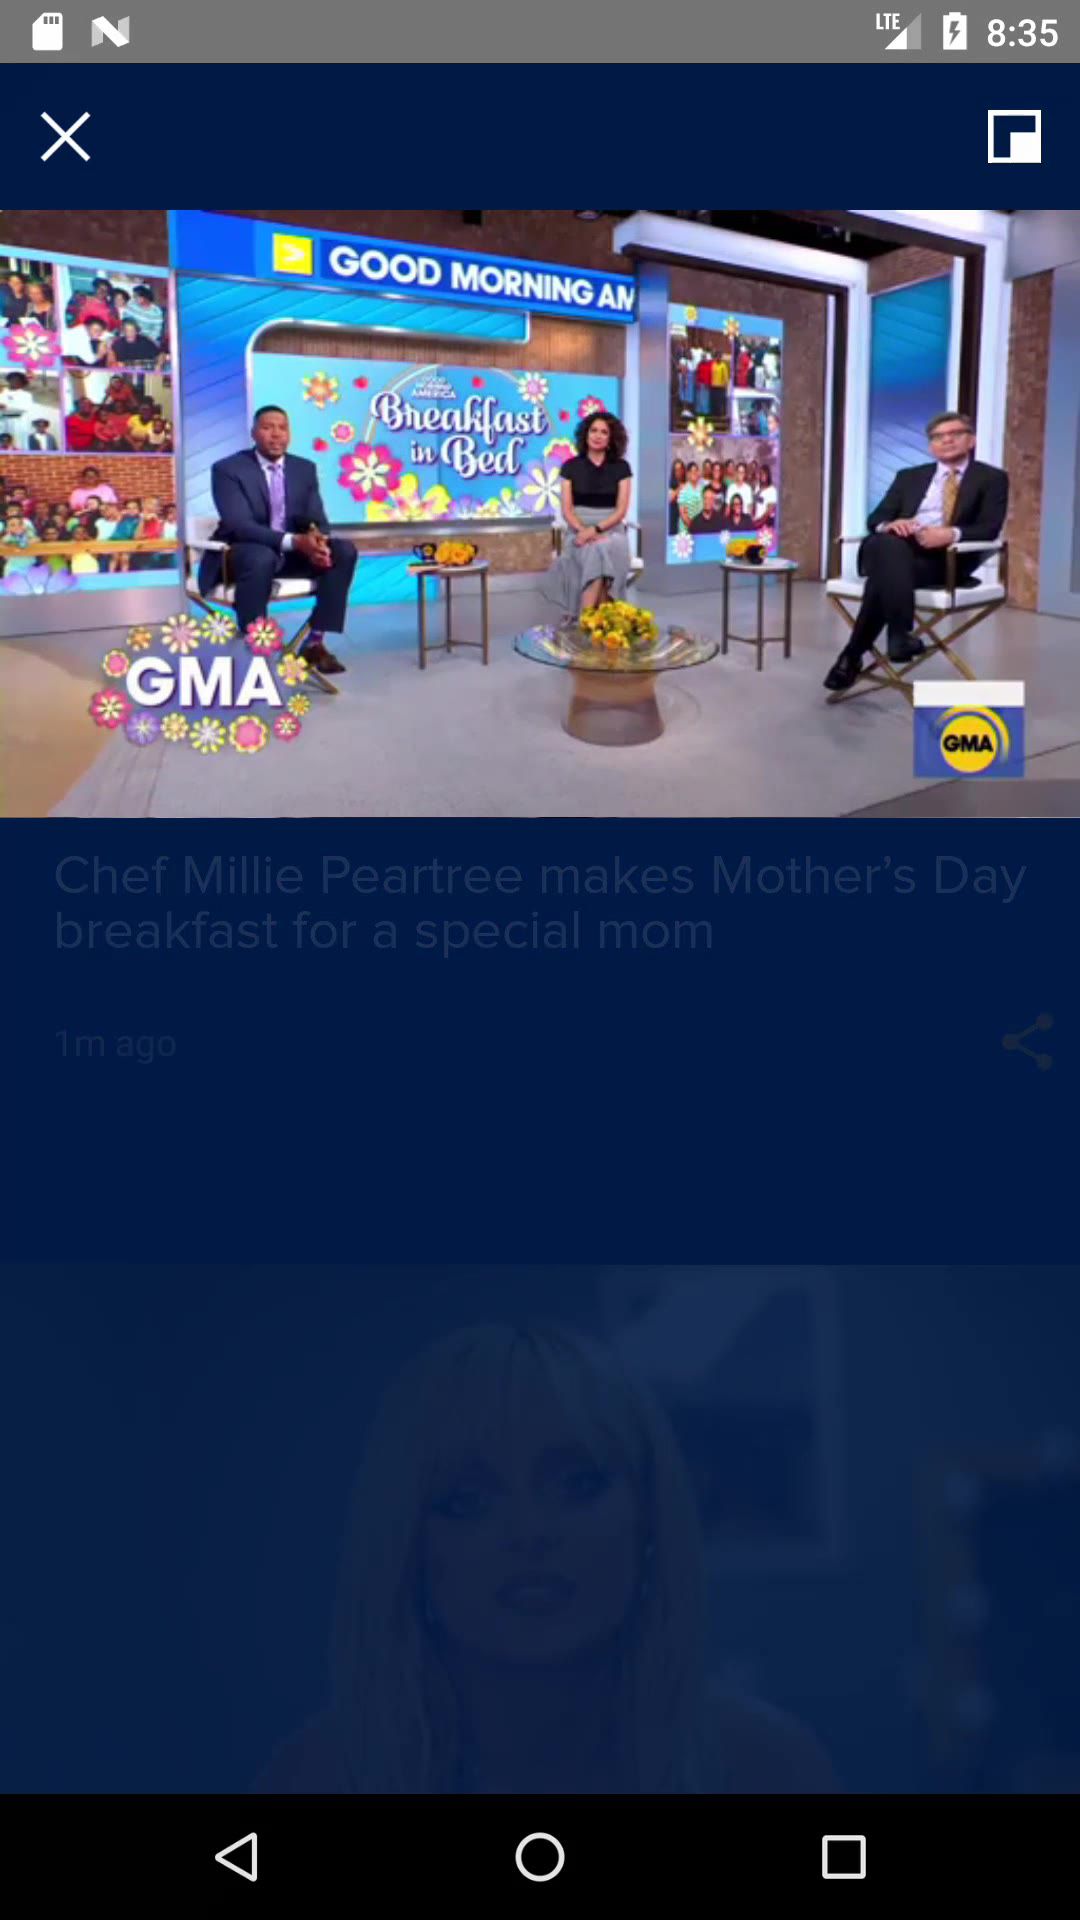 LTE
8:35
GOOD MORNING AM
GOOD
MORNING
AMERICA
Breakfast
in Bed
GMA
GMA
Chef Millie Peartree makes Mother’s Day
breakfast for a special mom
1m ago